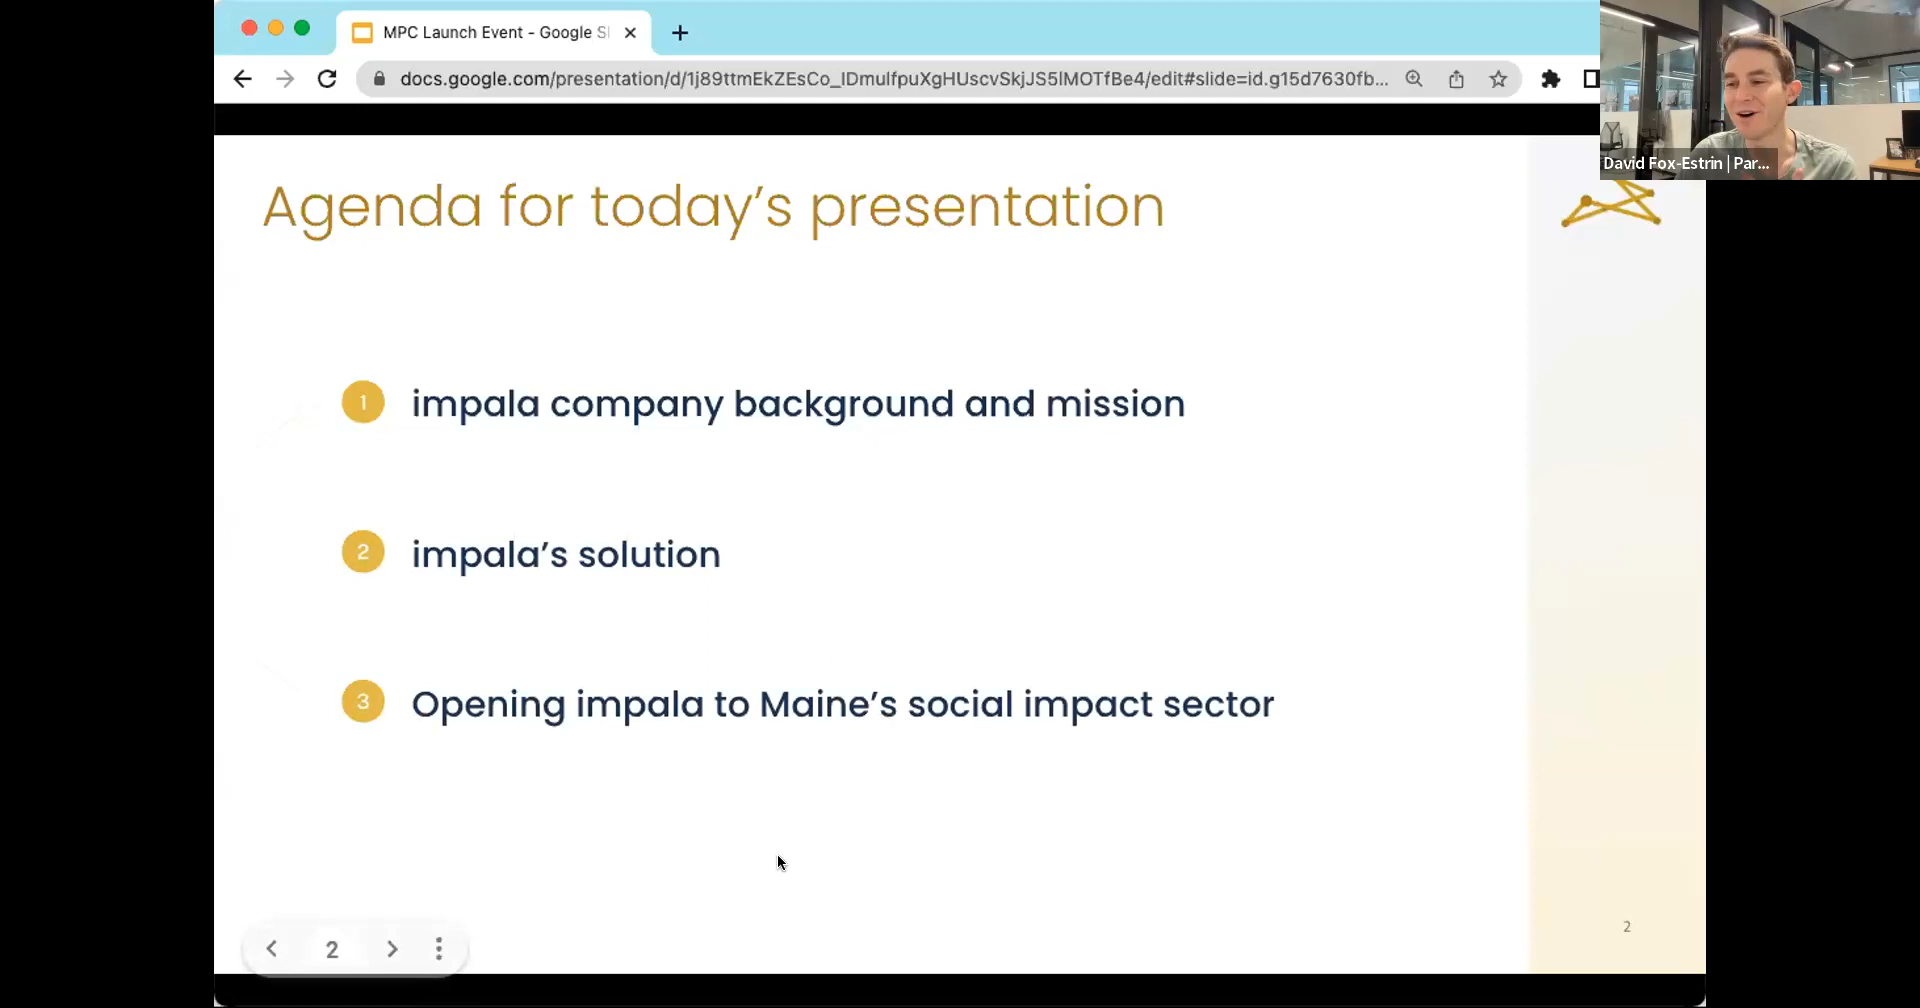 MPC Launch Event - Google Sl
docs.google.com/presentation/d/1j89ttmEkZEsCo_IDmulfpuXgHUscvSkjJS5lMOTfBe4/edit#slide=id.g15d7630fb...
David Fox-Estrin | Par...
Agenda for today’s presentation
1 impala company background and mission
2 impala’s solution
3 Opening impala to Maine’s social impact sector
2
2